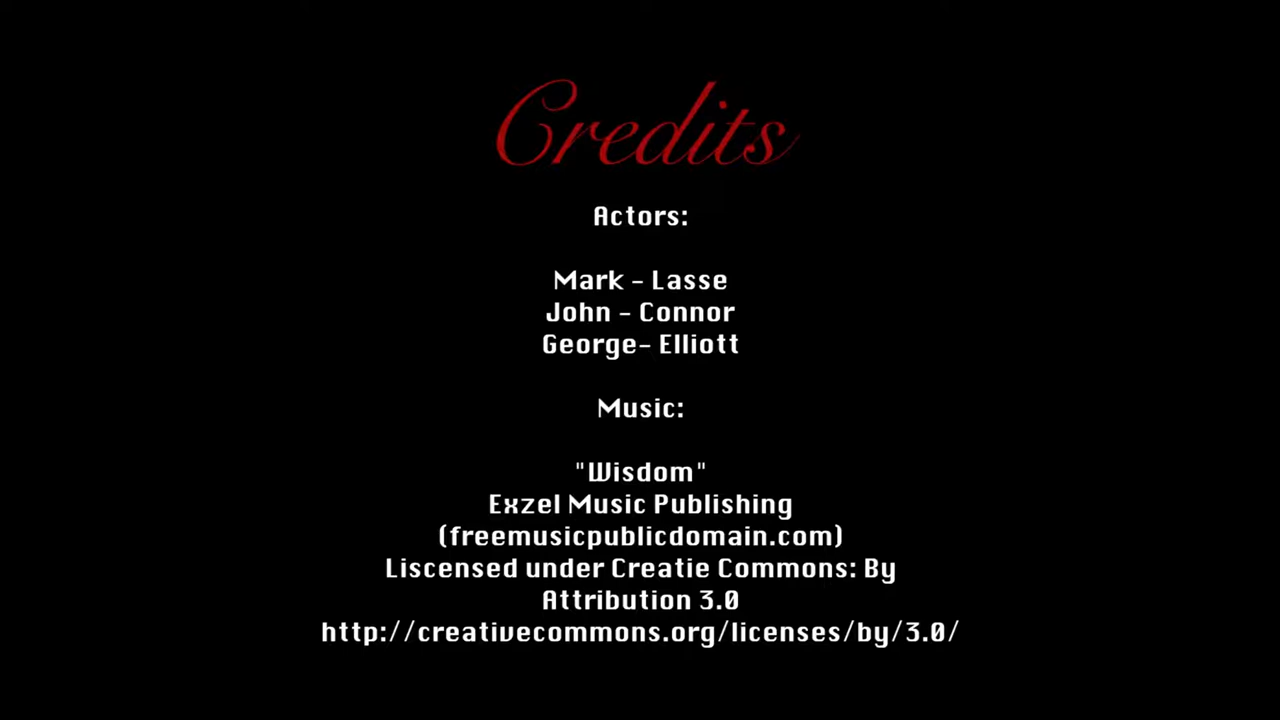 Credits
Actors:
Mark - Lasse
John - Connor
George- Elliott
Music:
"Wisdom"
Exzel Music Publishing
(freemusicpublicdomain.com)
Liscensed under Creatie Commons: By
Attribution 3.0
http://creativecommons.org/licenses/by/3.0/